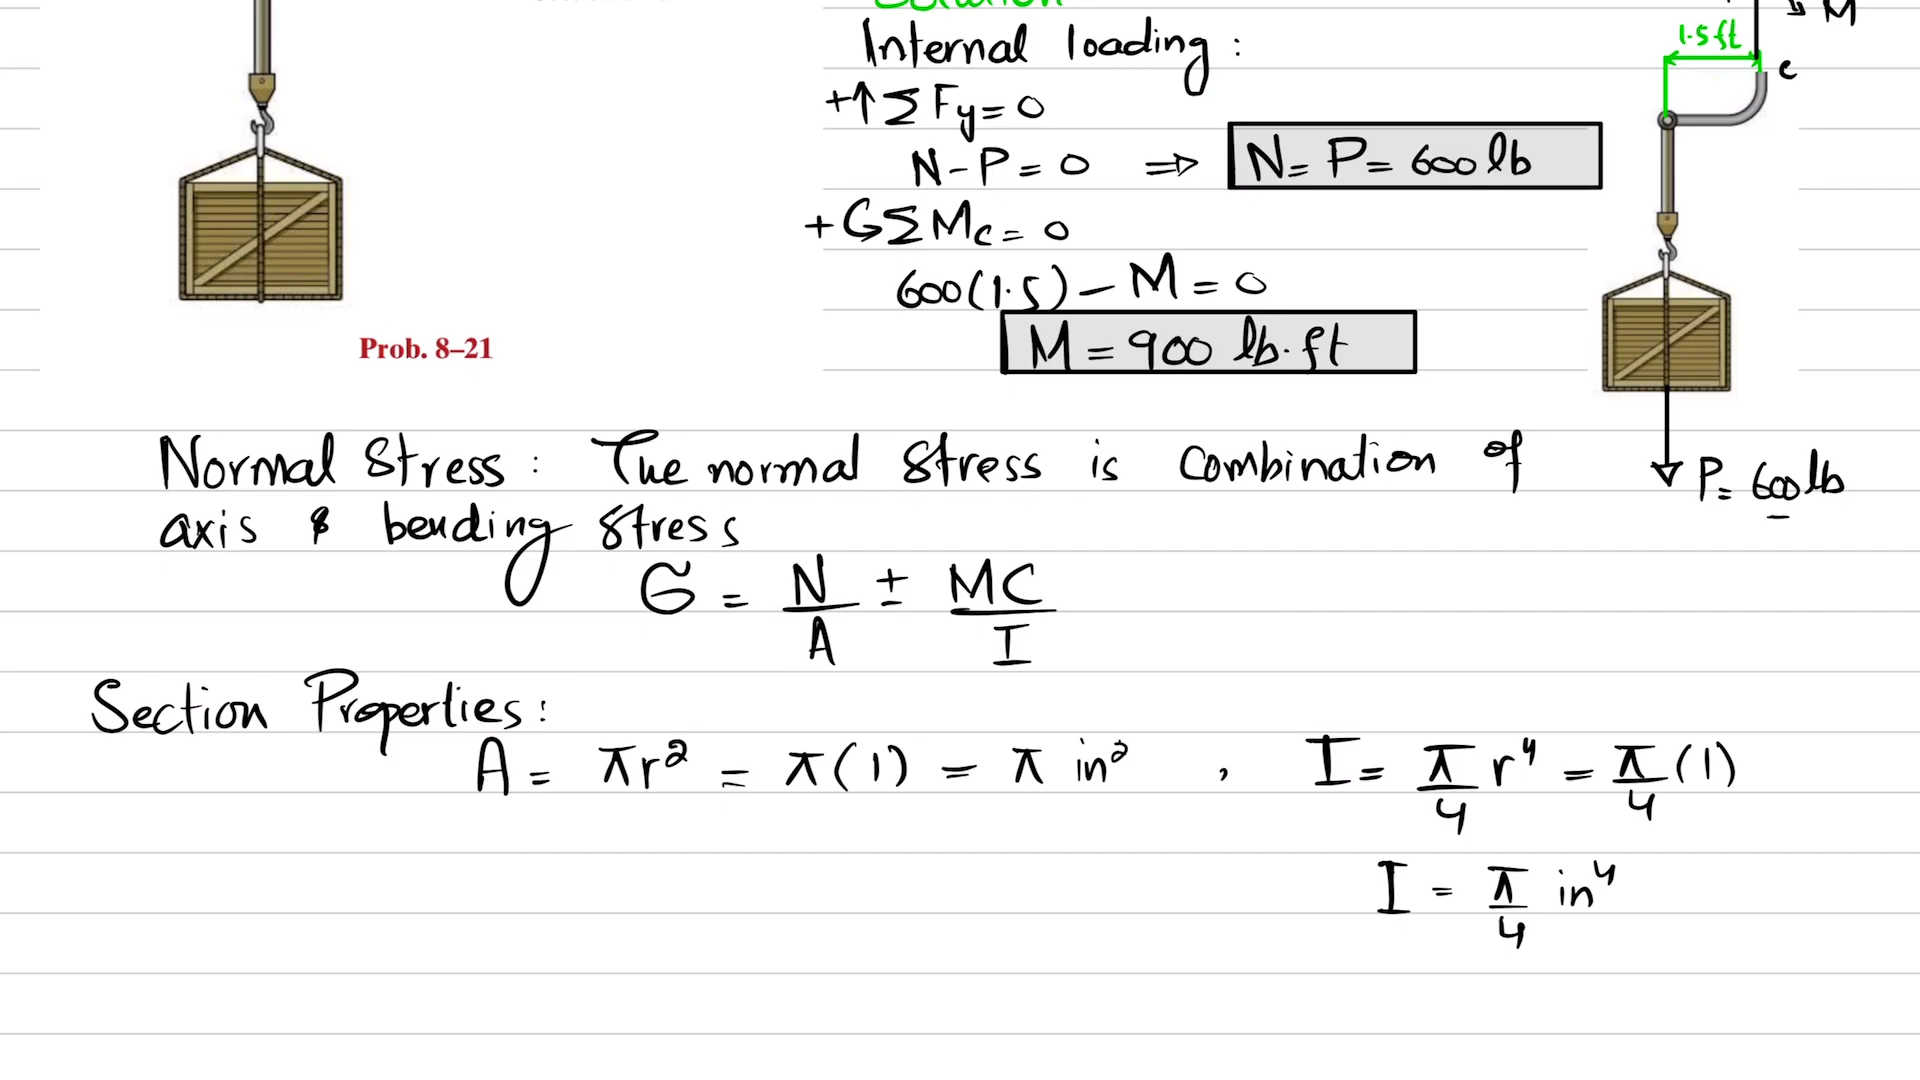 Solution
Internal loading :
+↑ΣFy = 0
N - P = 0 ⇒ N = P = 600 lb
+↺ΣMc = 0
600(1.5) - M = 0
M = 900 lb.ft
Prob. 8–21
M
1.5 ft
c
P = 600 lb
Normal Stress : The normal stress is combination of
axis & bending stress
σ = N/A ± MC/I
Section Properties :
A = πr² = π(1) = π in² , I = π/4 r⁴ = π/4 (1)
I = π/4 in⁴